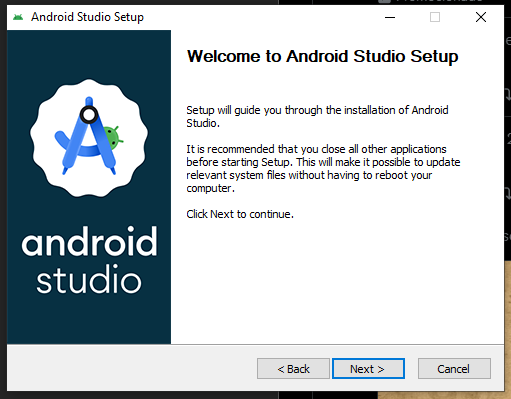 Android Studio Setup
Welcome to Android Studio Setup
Setup will guide you through the installation of Android
Studio.
It is recommended that you close all other applications
before starting Setup. This will make it possible to update
relevant system files without having to reboot your
computer.
Click Next to continue.
android
studio
< Back
Next >
Cancel